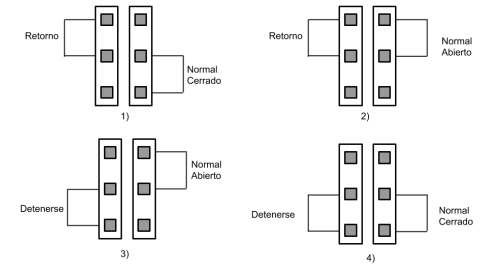 Retorno
Normal
Cerrado
1)
Retorno
Normal
Abierto
2)
Detenerse
Normal
Abierto
3)
Detenerse
Normal
Cerrado
4)